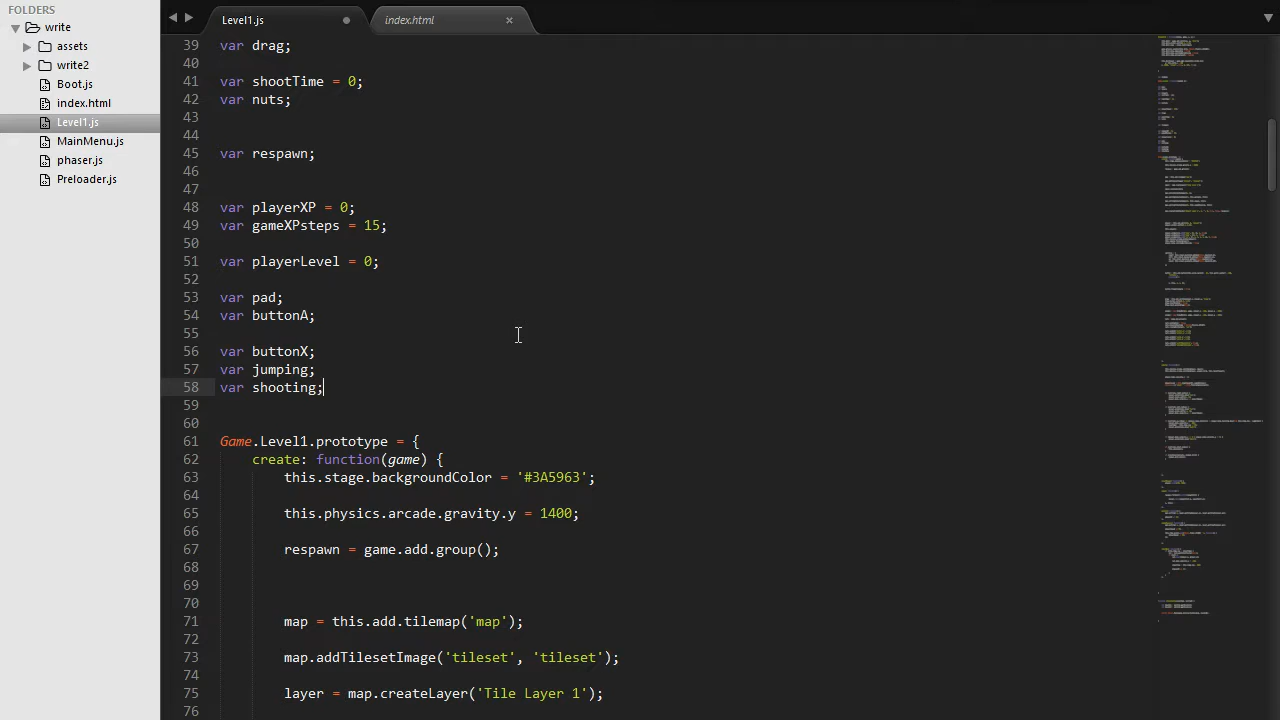 FOLDERS
write
assets
write2
Boot.js
index.html
Level1.js
MainMenu.js
phaser.js
Preloader.js
Level1.js
index.html
39 var drag;
40
41 var shootTime = 0;
42 var nuts;
43
44
45 var respawn;
46
47
48 var playerXP = 0;
49 var gameXPsteps = 15;
50
51 var playerLevel = 0;
52
53 var pad;
54 var buttonA;
55
56 var buttonX;
57 var jumping;
58 var shooting;
59
60
61 Game.Level1.prototype = {
62 create: function(game) {
63 this.stage.backgroundColor = '#3A5963';
64
65 this.physics.arcade.gravity.y = 1400;
66
67 respawn = game.add.group();
68
69
70
71 map = this.add.tilemap('map');
72
73 map.addTilesetImage('tileset', 'tileset');
74
75 layer = map.createLayer('Tile Layer 1');
76